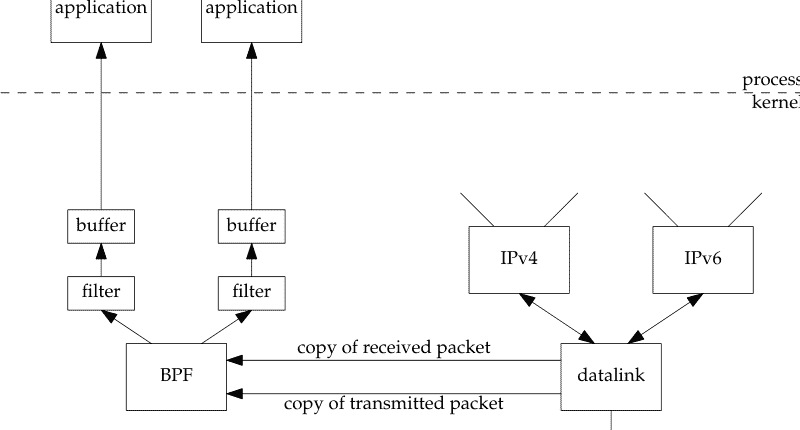 application
application
process
kernel
buffer
buffer
IPv4
IPv6
filter
filter
copy of received packet
BPF
datalink
copy of transmitted packet